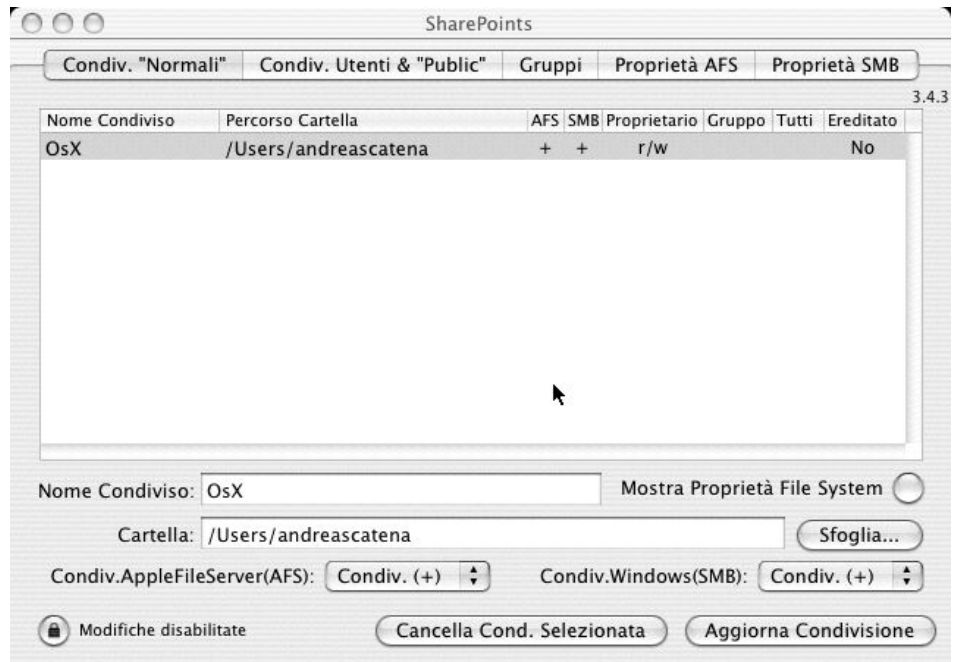 SharePoints
Condiv. "Normali" Condiv. Utenti & "Public" Gruppi Proprietà AFS Proprietà SMB
3.4.3
Nome Condiviso Percorso Cartella AFS SMB Proprietario Gruppo Tutti Ereditato
OsX /Users/andreascatena + + r/w No
Nome Condiviso: OsX Mostra Proprietà File System
Cartella: /Users/andreascatena Sfoglia...
Condiv.AppleFileServer(AFS): Condiv. (+) Condiv.Windows(SMB): Condiv. (+)
Modifiche disabilitate Cancella Cond. Selezionata Aggiorna Condivisione